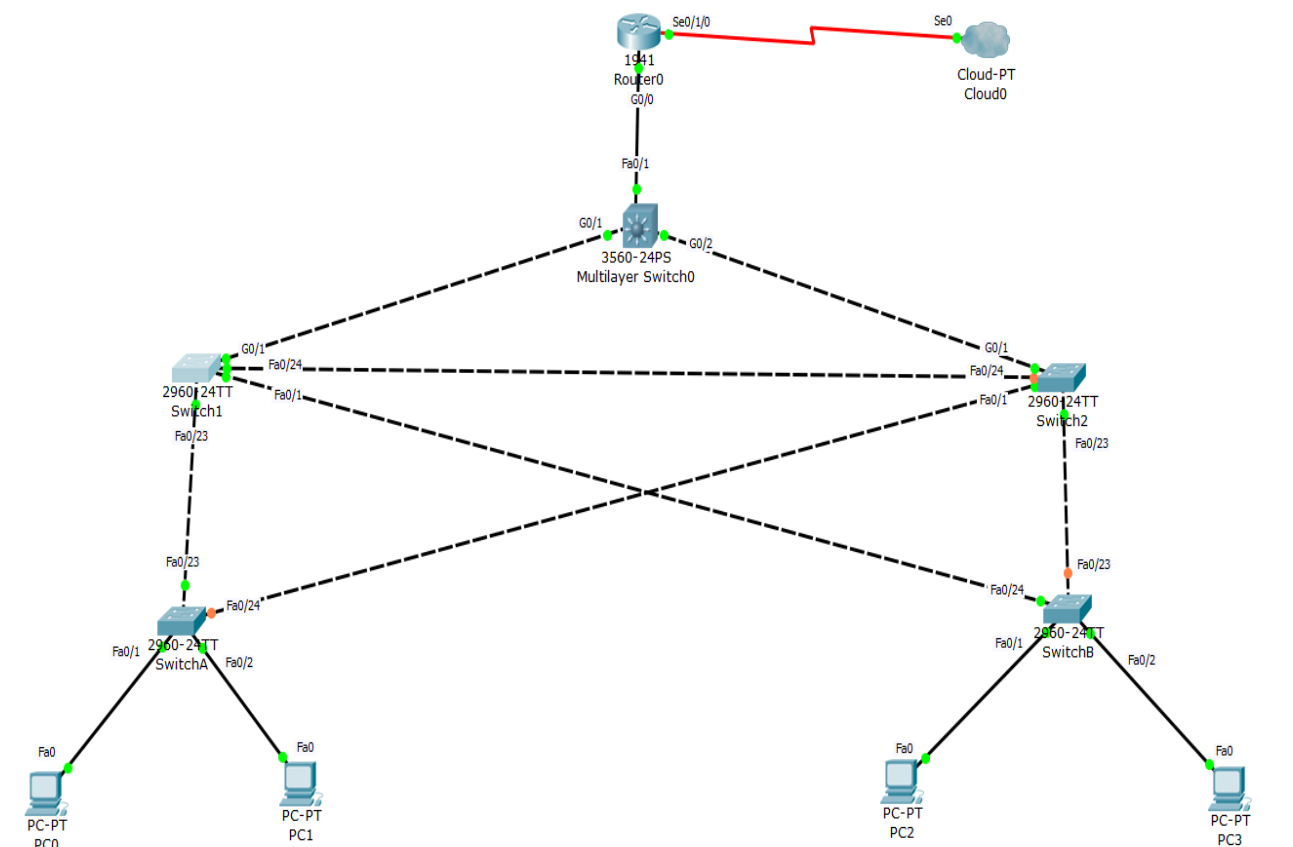 Se0/1/0
Se0
1941
Router0
Cloud-PT
Cloud0
G0/0
Fa0/1
G0/1
G0/2
3560-24PS
Multilayer Switch0
G0/1
Fa0/24
2960-24TT
Switch1
Fa0/1
Fa0/23
G0/1
Fa0/24
2960-24TT
Switch2
Fa0/1
Fa0/23
Fa0/23
Fa0/24
2960-24TT
SwitchA
Fa0/1
Fa0/2
Fa0/23
Fa0/24
2960-24TT
SwitchB
Fa0/1
Fa0/2
Fa0
PC-PT
PC0
Fa0
PC-PT
PC1
Fa0
PC-PT
PC2
Fa0
PC-PT
PC3